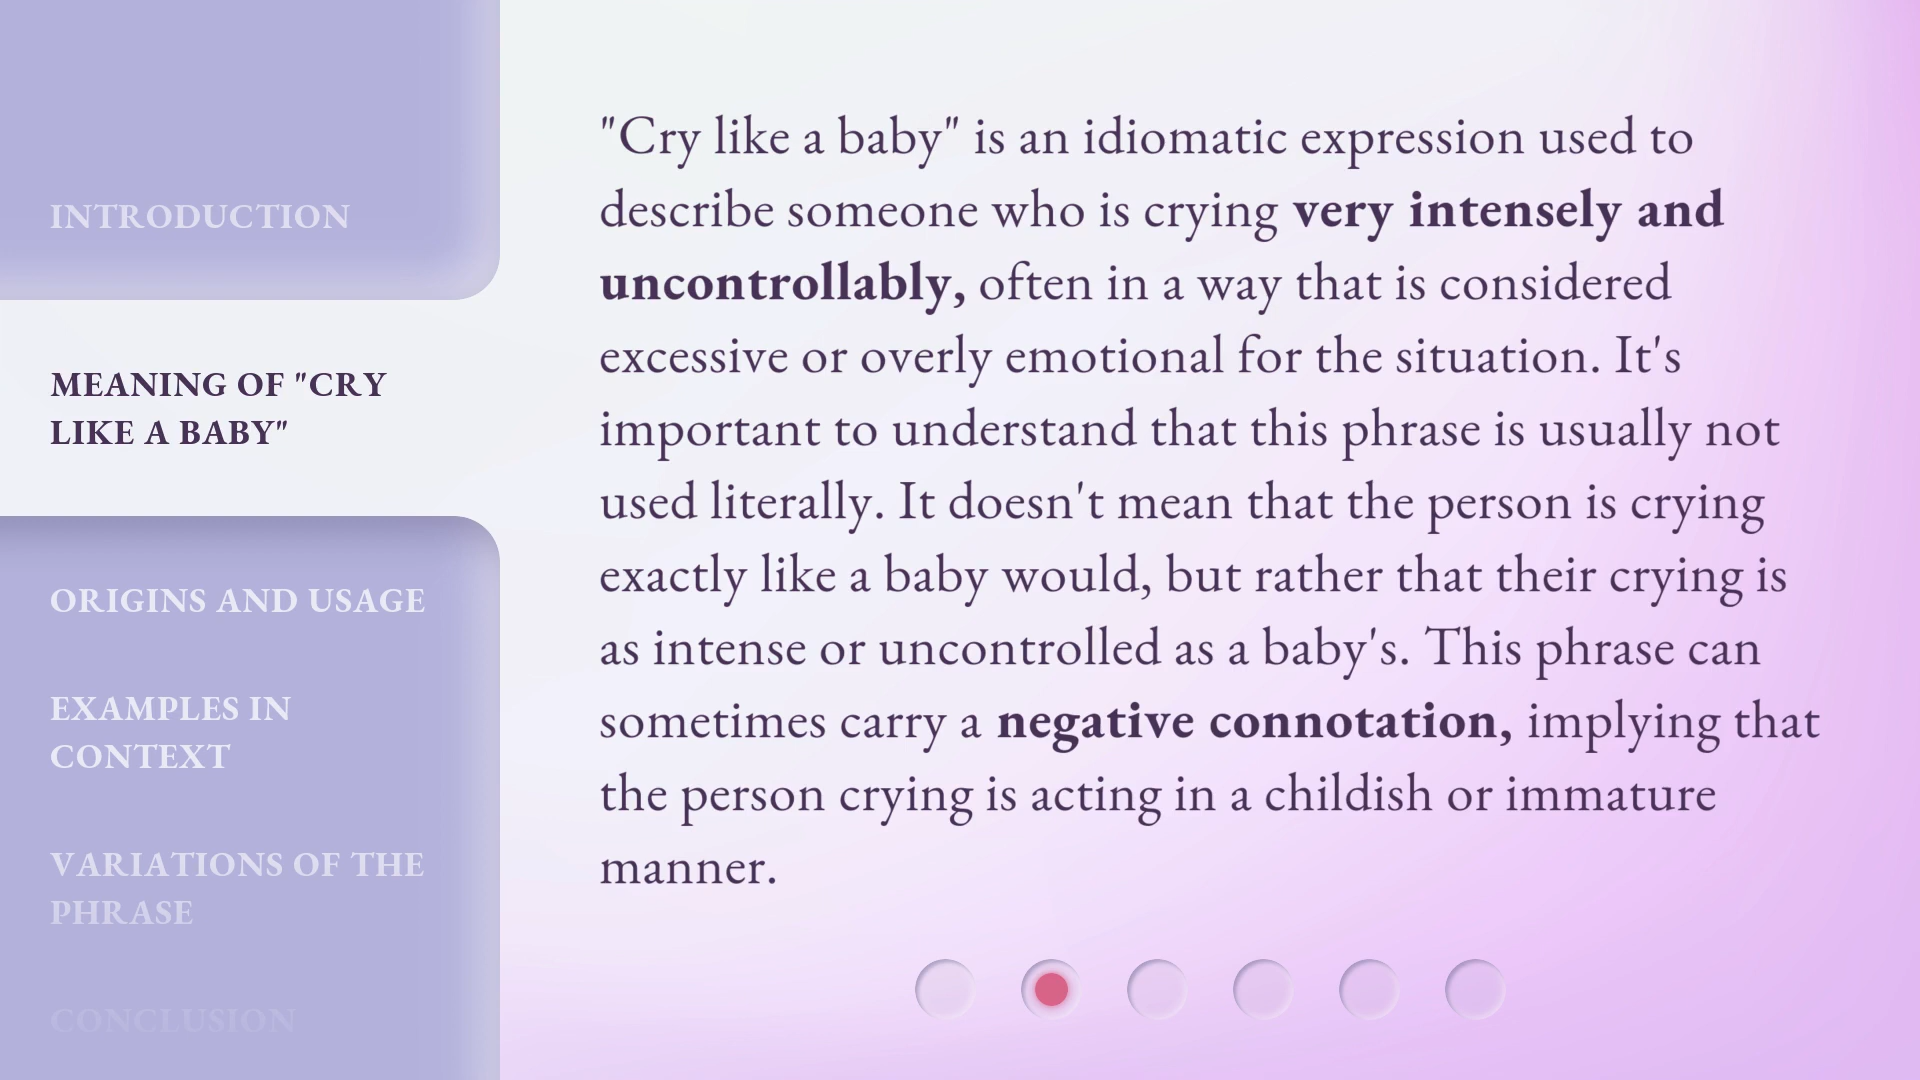 INTRODUCTION
MEANING OF "CRY
LIKE A BABY"
ORIGINS AND USAGE
EXAMPLES IN
CONTEXT
VARIATIONS OF THE
PHRASE
CONCLUSION
"Cry like a baby" is an idiomatic expression used to
describe someone who is crying very intensely and
uncontrollably, often in a way that is considered
excessive or overly emotional for the situation. It's
important to understand that this phrase is usually not
used literally. It doesn't mean that the person is crying
exactly like a baby would, but rather that their crying is
as intense or uncontrolled as a baby's. This phrase can
sometimes carry a negative connotation, implying that
the person crying is acting in a childish or immature
manner.